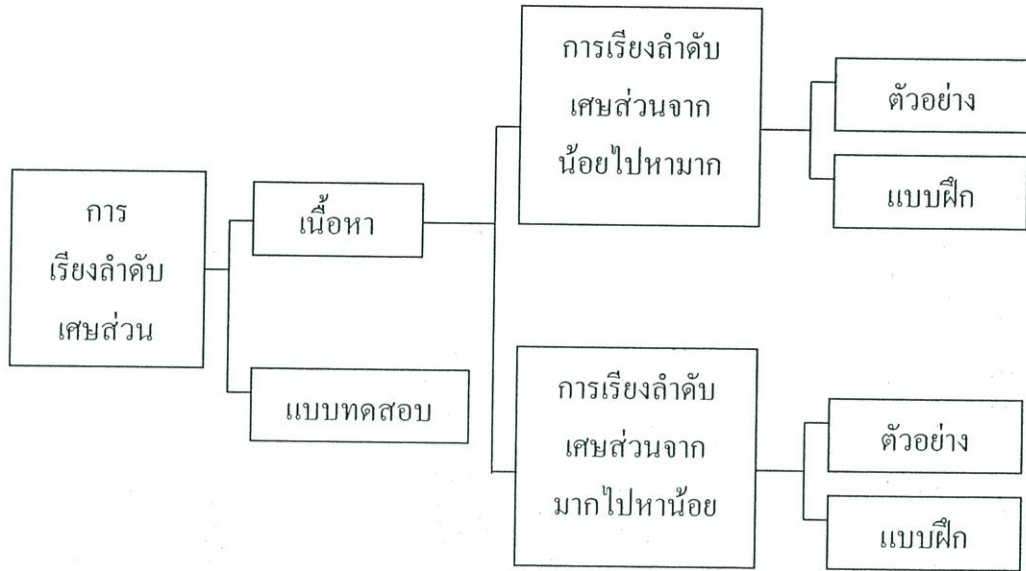 การ
เรียงลำดับ
เศษส่วน
เนื้อหา
แบบทดสอบ
การเรียงลำดับ
เศษส่วนจาก
น้อยไปหามาก
ตัวอย่าง
แบบฝึก
การเรียงลำดับ
เศษส่วนจาก
มากไปหาน้อย
ตัวอย่าง
แบบฝึก